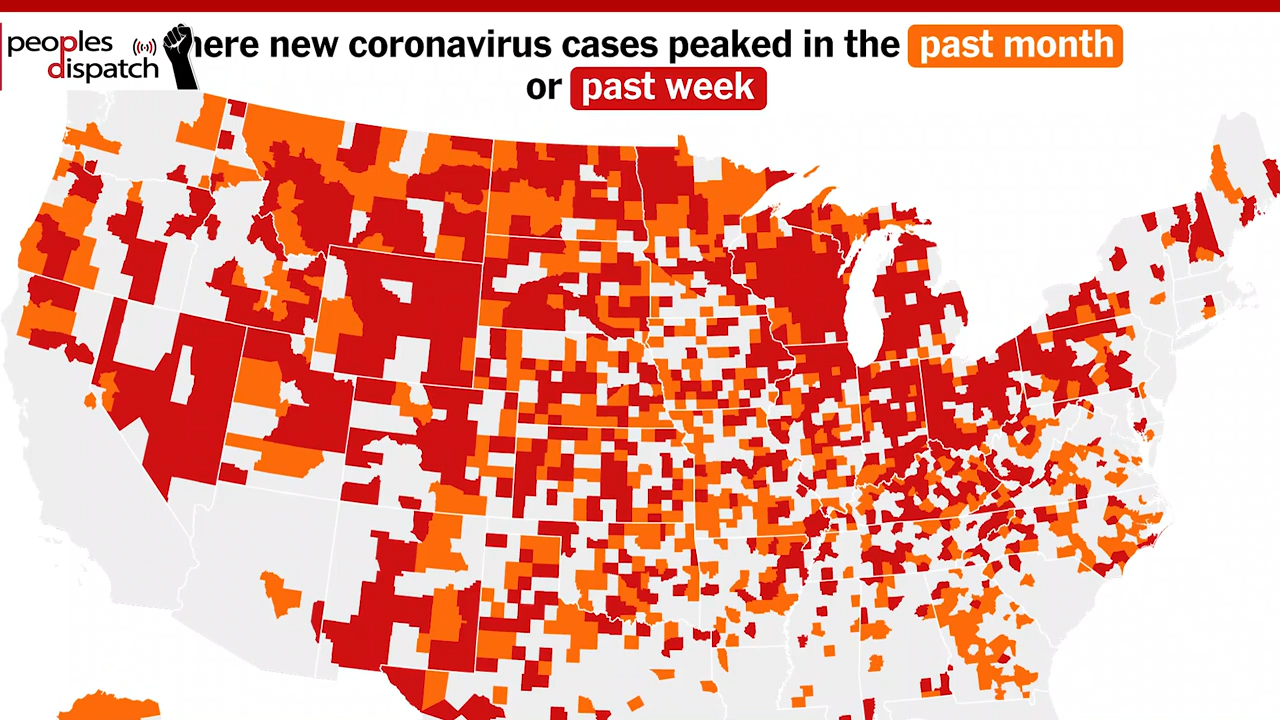 peoples
dispatch
here new coronavirus cases peaked in the past month
or past week